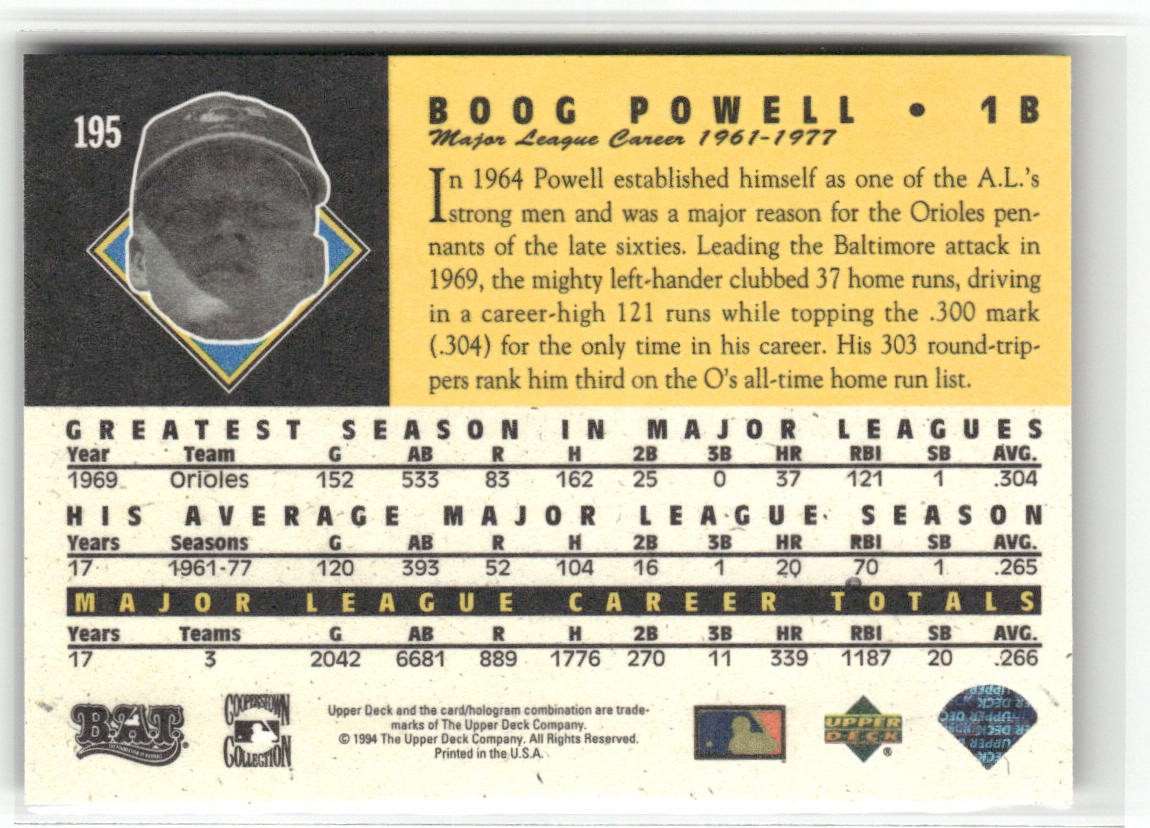 195
BOOG POWELL • 1B
Major League Career 1961-1977
In 1964 Powell established himself as one of the A.L.'s
strong men and was a major reason for the Orioles pen-
nants of the late sixties. Leading the Baltimore attack in
1969, the mighty left-hander clubbed 37 home runs, driving
in a career-high 121 runs while topping the .300 mark
(.304) for the only time in his career. His 303 round-trip-
pers rank him third on the O's all-time home run list.
GREATEST SEASON IN MAJOR LEAGUES
Year Team G AB R H 2B 3B HR RBI SB AVG.
1969 Orioles 152 533 83 162 25 0 37 121 1 .304
HIS AVERAGE MAJOR LEAGUE SEASON
Years Seasons G AB R H 2B 3B HR RBI SB AVG.
17 1961-77 120 393 52 104 16 1 20 70 1 .265
MAJOR LEAGUE CAREER TOTALS
Years Teams G AB R H 2B 3B HR RBI SB AVG.
17 3 2042 6681 889 1776 270 11 339 1187 20 .266
B.A.T.
COOPERSTOWN
COLLECTION
Upper Deck and the card/hologram combination are trade-
marks of The Upper Deck Company.
© 1994 The Upper Deck Company. All Rights Reserved.
Printed in the U.S.A.
UPPER
DECK
®
UPPER DECK